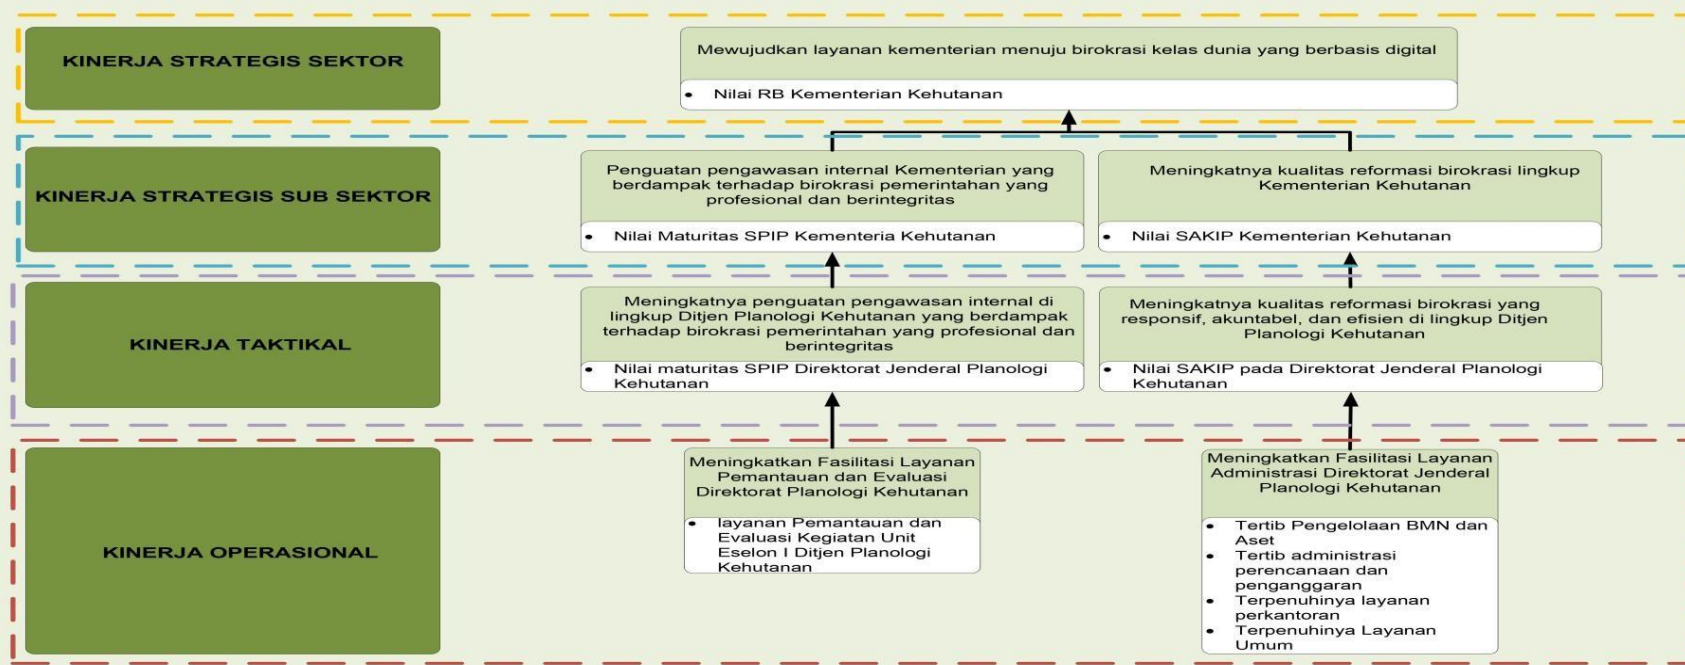 KINERJA STRATEGIS SEKTOR
Mewujudkan layanan kementerian menuju birokrasi kelas dunia yang berbasis digital
• Nilai RB Kementerian Kehutanan
KINERJA STRATEGIS SUB SEKTOR
Penguatan pengawasan internal Kementerian yang
berdampak terhadap birokrasi pemerintahan yang
profesional dan berintegritas
• Nilai Maturitas SPIP Kementeria Kehutanan
Meningkatnya kualitas reformasi birokrasi lingkup
Kementerian Kehutanan
• Nilai SAKIP Kementerian Kehutanan
KINERJA TAKTIKAL
Meningkatnya penguatan pengawasan internal di
lingkup Ditjen Planologi Kehutanan yang berdampak
terhadap birokrasi pemerintahan yang profesional dan
berintegritas
• Nilai maturitas SPIP Direktorat Jenderal Planologi
Kehutanan
Meningkatnya kualitas reformasi birokrasi yang
responsif, akuntabel, dan efisien di lingkup Ditjen
Planologi Kehutanan
• Nilai SAKIP pada Direktorat Jenderal Planologi
Kehutanan
KINERJA OPERASIONAL
Meningkatkan Fasilitasi Layanan
Pemantauan dan Evaluasi
Direktorat Planologi Kehutanan
• layanan Pemantauan dan
Evaluasi Kegiatan Unit
Eselon I Ditjen Planologi
Kehutanan
Meningkatkan Fasilitasi Layanan
Administrasi Direktorat Jenderal
Planologi Kehutanan
• Tertib Pengelolaan BMN dan
Aset
• Tertib administrasi
perencanaan dan
penganggaran
• Terpenuhinya layanan
perkantoran
• Terpenuhinya Layanan
Umum